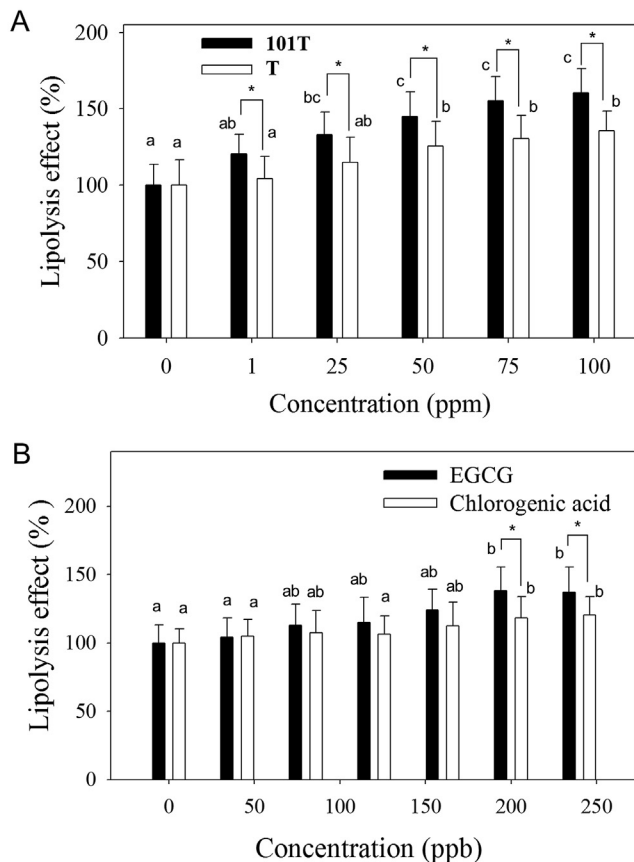 A
200
150
100
50
0
Lipolysis effect (%)
101T
T
a a ab * a bc * ab c * b c * b c * b
0 1 25 50 75 100
Concentration (ppm)
B
200
150
100
50
0
Lipolysis effect (% )
EGCG
Chlorogenic acid
a a a a ab ab ab a ab ab b * b b * b
0 50 100 150 200 250
Concentration (ppb)